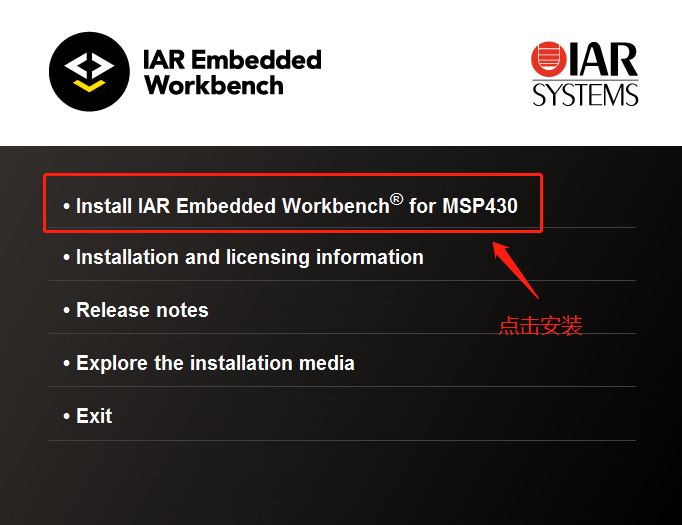 IAR Embedded
Workbench
IAR
SYSTEMS
• Install IAR Embedded Workbench® for MSP430
• Installation and licensing information
• Release notes
点击安装
• Explore the installation media
• Exit